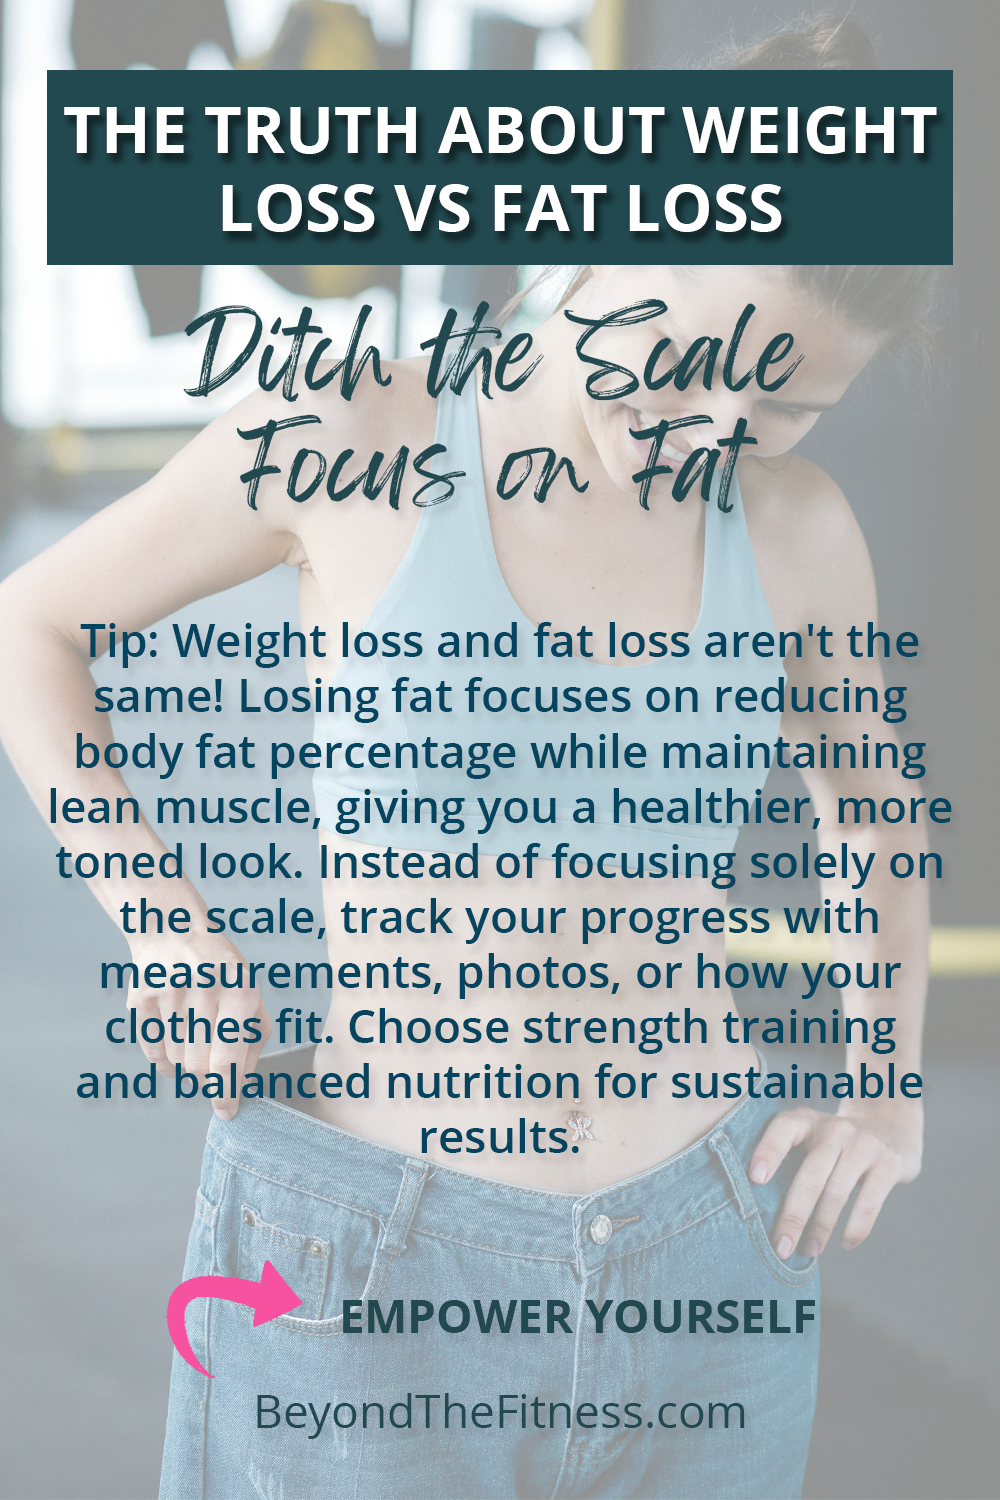 THE TRUTH ABOUT WEIGHT
LOSS VS FAT LOSS
Ditch the Scale
Focus on Fat
Tip: Weight loss and fat loss aren't the
same! Losing fat focuses on reducing
body fat percentage while maintaining
lean muscle, giving you a healthier, more
toned look. Instead of focusing solely on
the scale, track your progress with
measurements, photos, or how your
clothes fit. Choose strength training
and balanced nutrition for sustainable
results.
EMPOWER YOURSELF
BeyondTheFitness.com